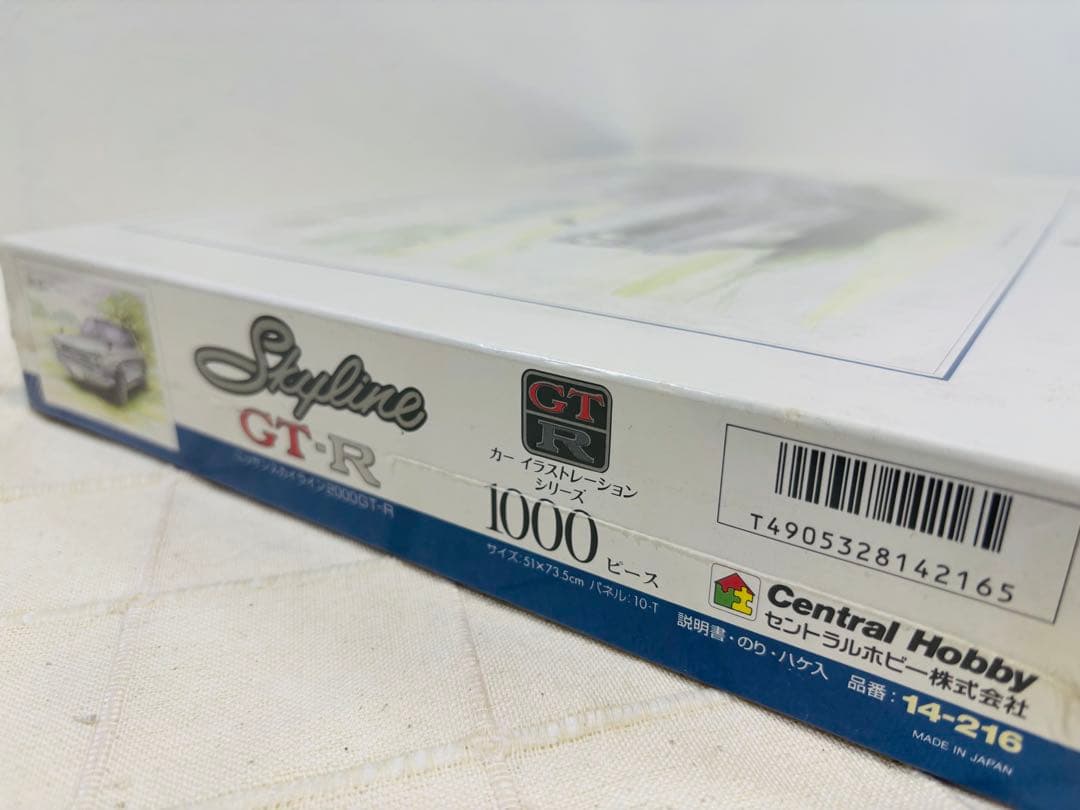 Skyline
GT-R
ニッサンスカイライン2000GT-R
GT
R
カー イラストレーション
シリーズ
1000 ピース
サイズ:51×73.5cm パネル:10-T
T4905328142165
Central Hobby
セントラルホビー株式会社
説明書・のり・ハケ入 品番:14-216
MADE IN JAPAN